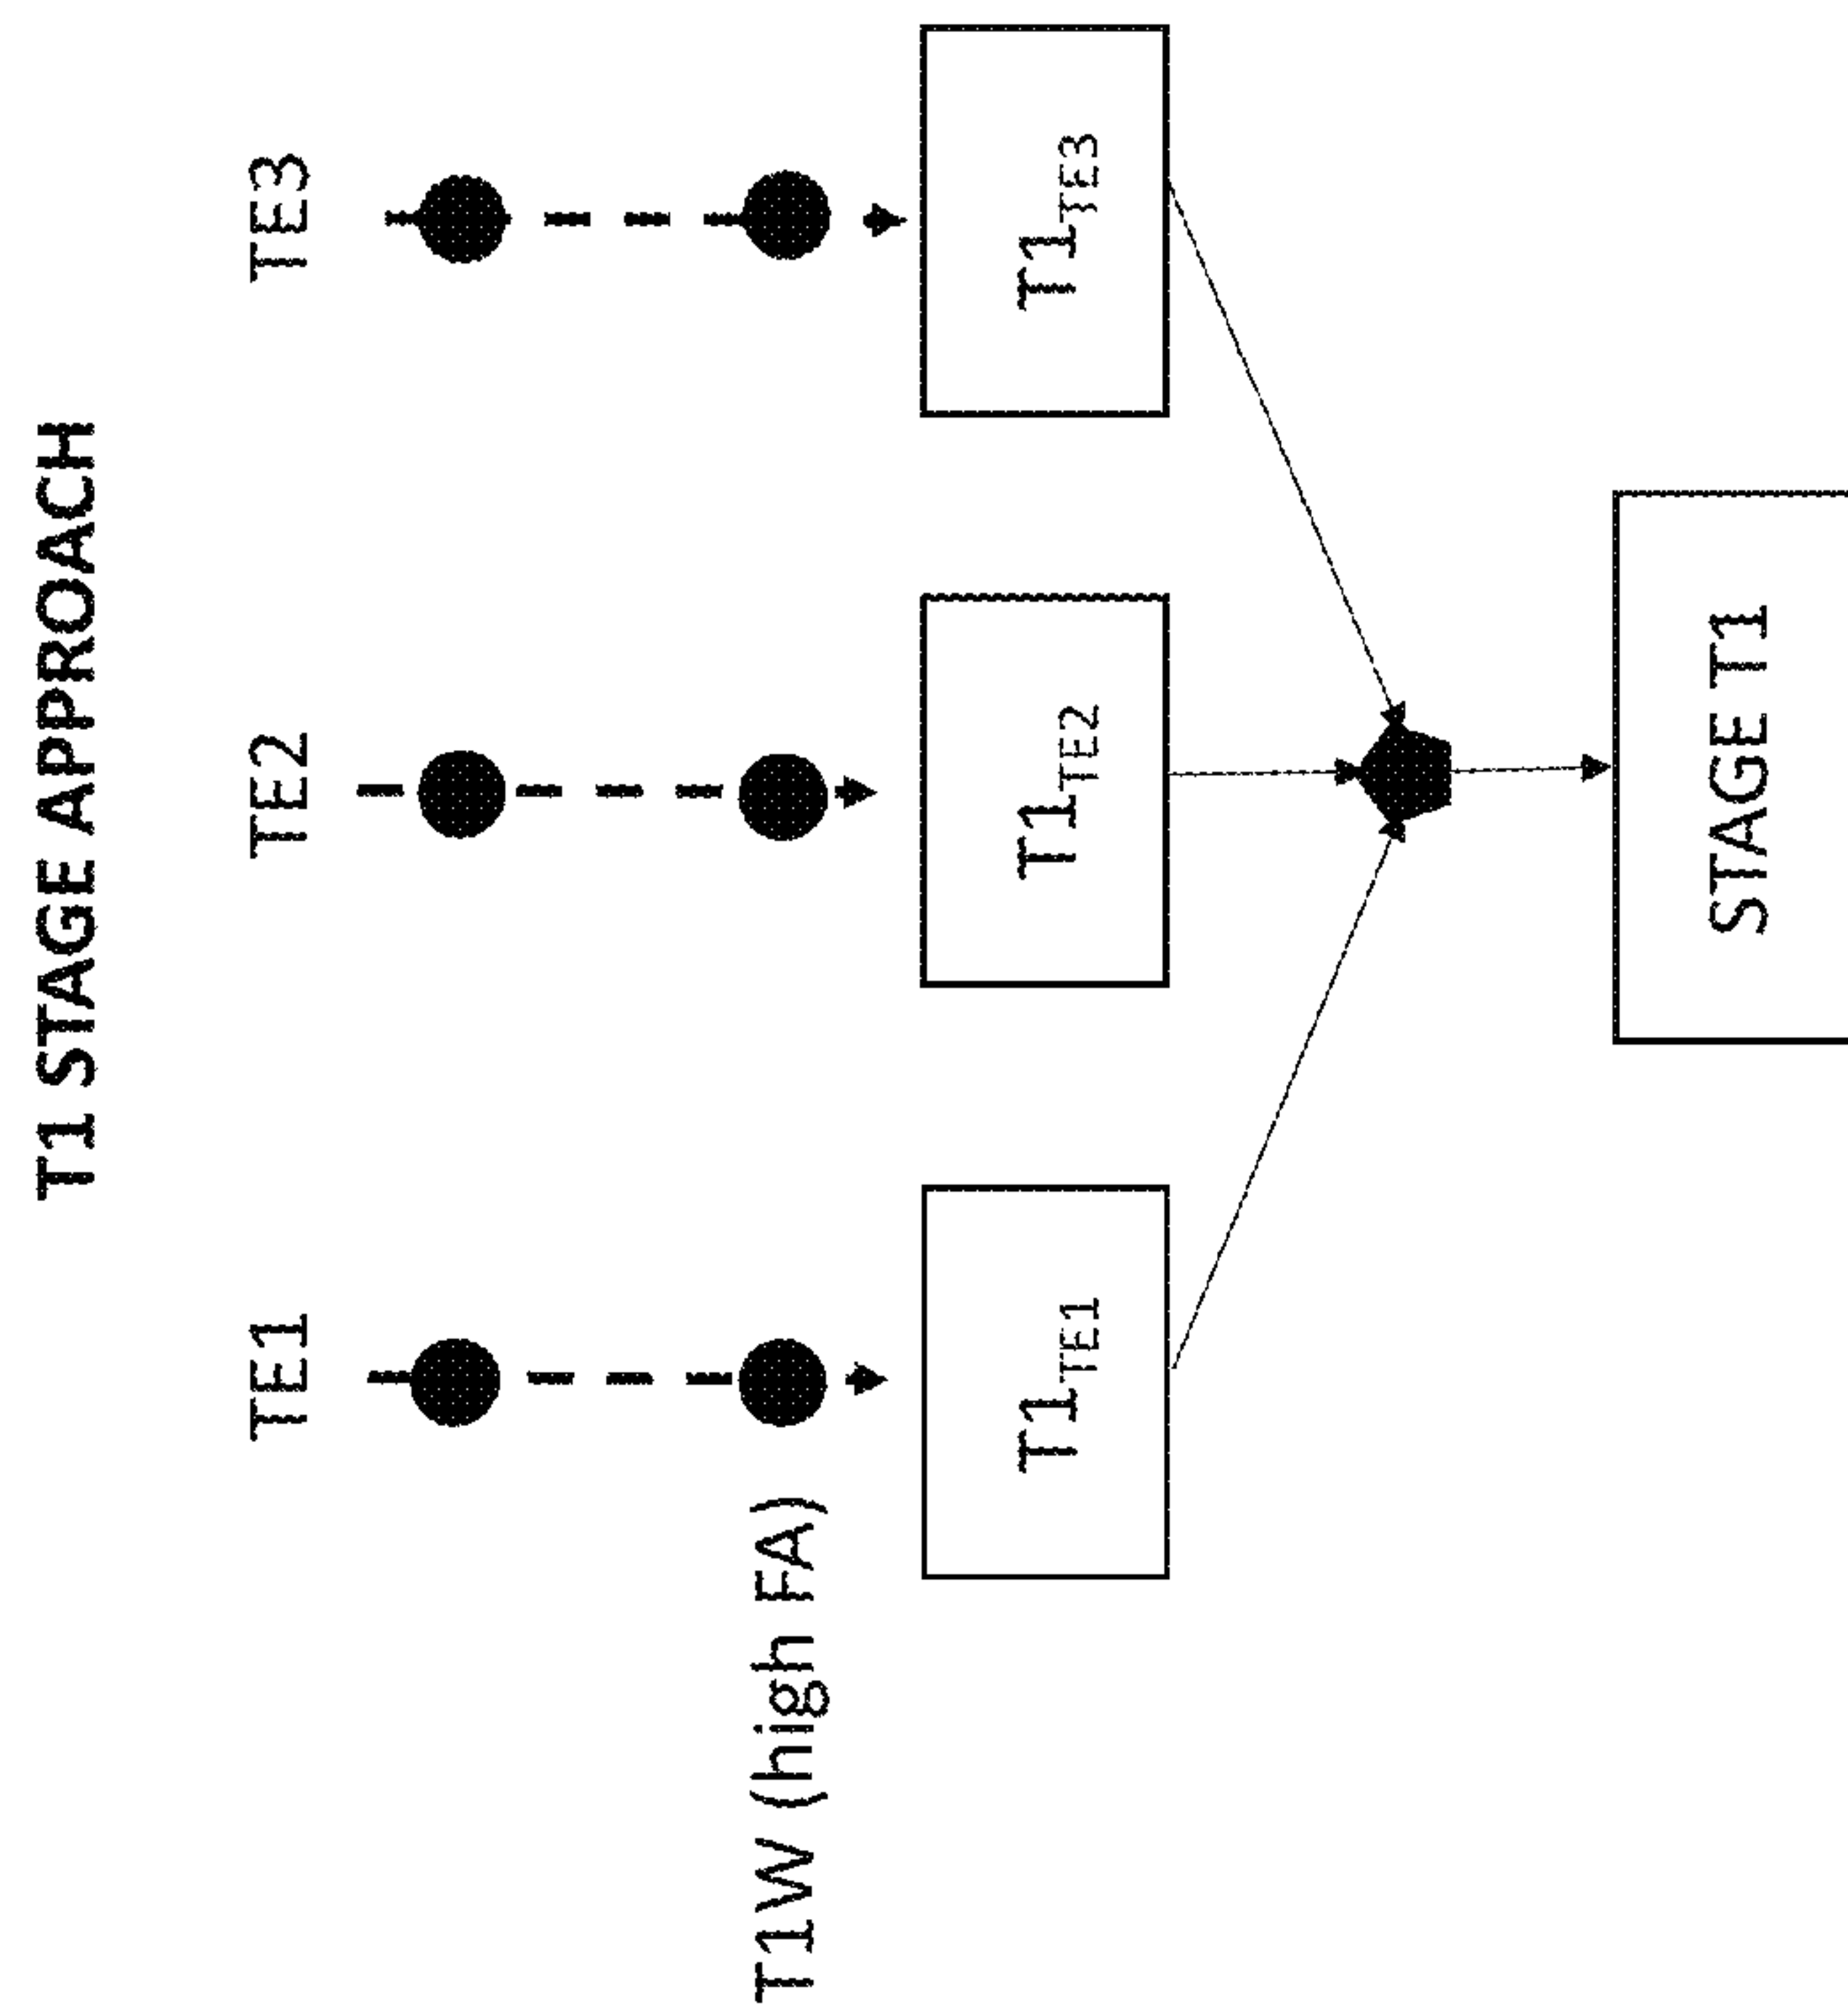 T1 STAGE APPROACH
TE1 TE2 TE3
T1W (high FA)
T1TE1 T1TE2 T1TE3
STAGE T1